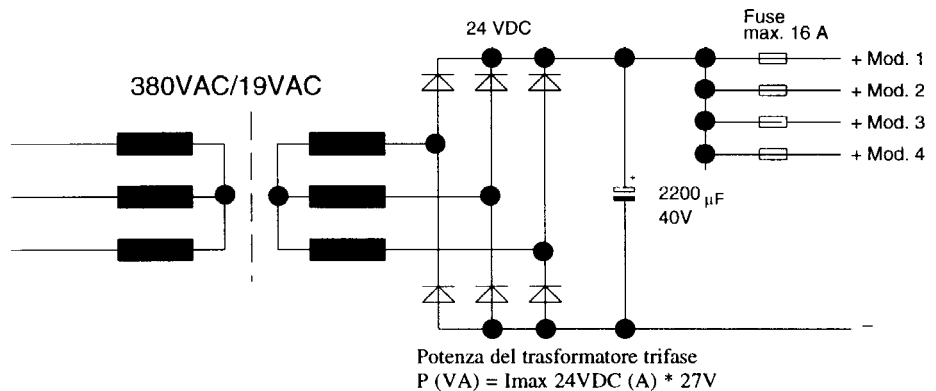 24 VDC
Fuse
max. 16 A
380VAC/19VAC
+ Mod. 1
+ Mod. 2
+ Mod. 3
+ Mod. 4
+
2200 µF
40V
–
Potenza del trasformatore trifase
P (VA) = Imax 24VDC (A) * 27V